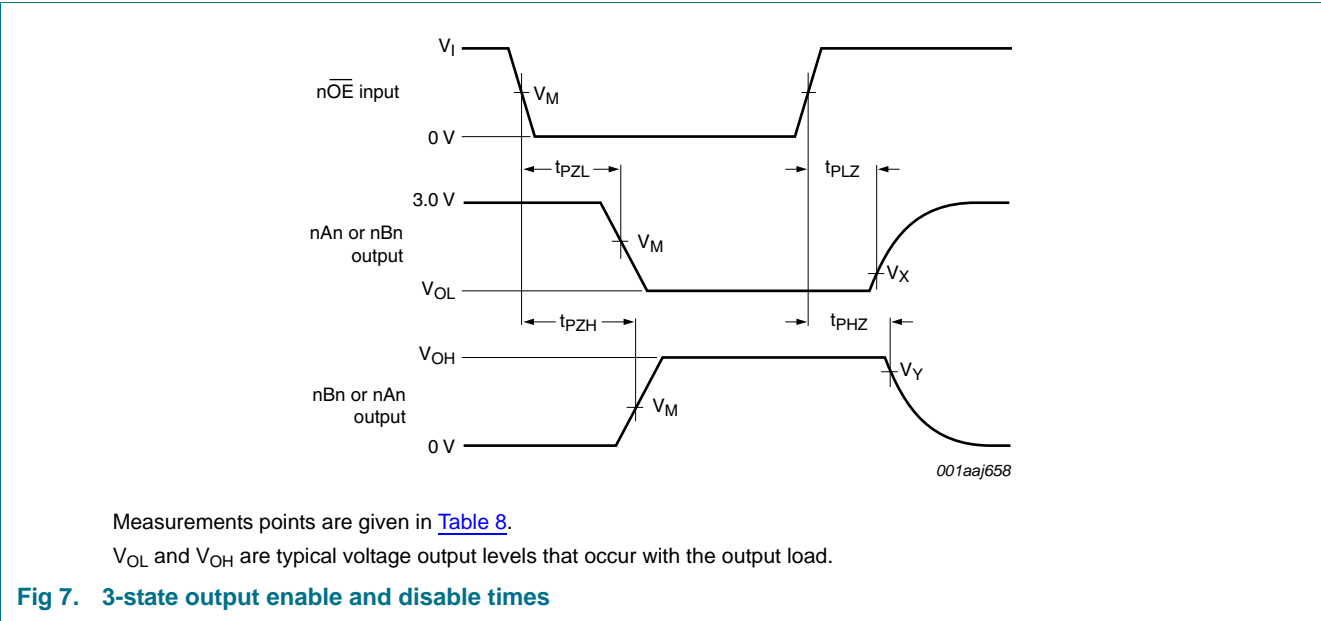 V_I
nO̅E̅ input
V_M
0 V
t_PZL
t_PLZ
3.0 V
nAn or nBn
output
V_M
V_X
V_OL
t_PZH
t_PHZ
V_OH
V_Y
nBn or nAn
output
V_M
0 V
001aaj658
Measurements points are given in Table 8.
V_OL and V_OH are typical voltage output levels that occur with the output load.
Fig 7. 3-state output enable and disable times